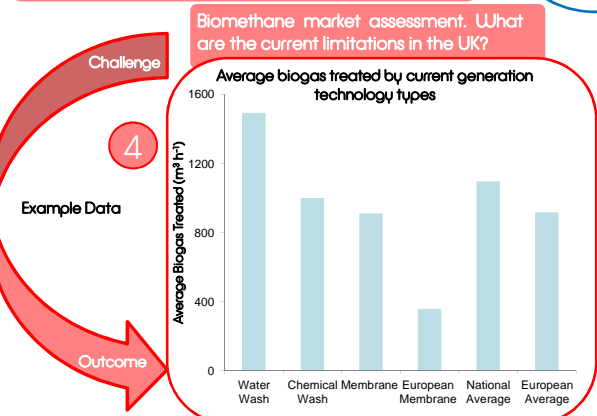 Biomethane market assessment. What
are the current limitations in the UK?
Challenge
4
Example Data
Outcome
Average biogas treated by current generation
technology types
Average Biogas Treated (m³ h⁻¹)
1600
1200
800
400
0
Water
Wash
Chemical
Wash
Membrane
European
Membrane
National
Average
European
Average